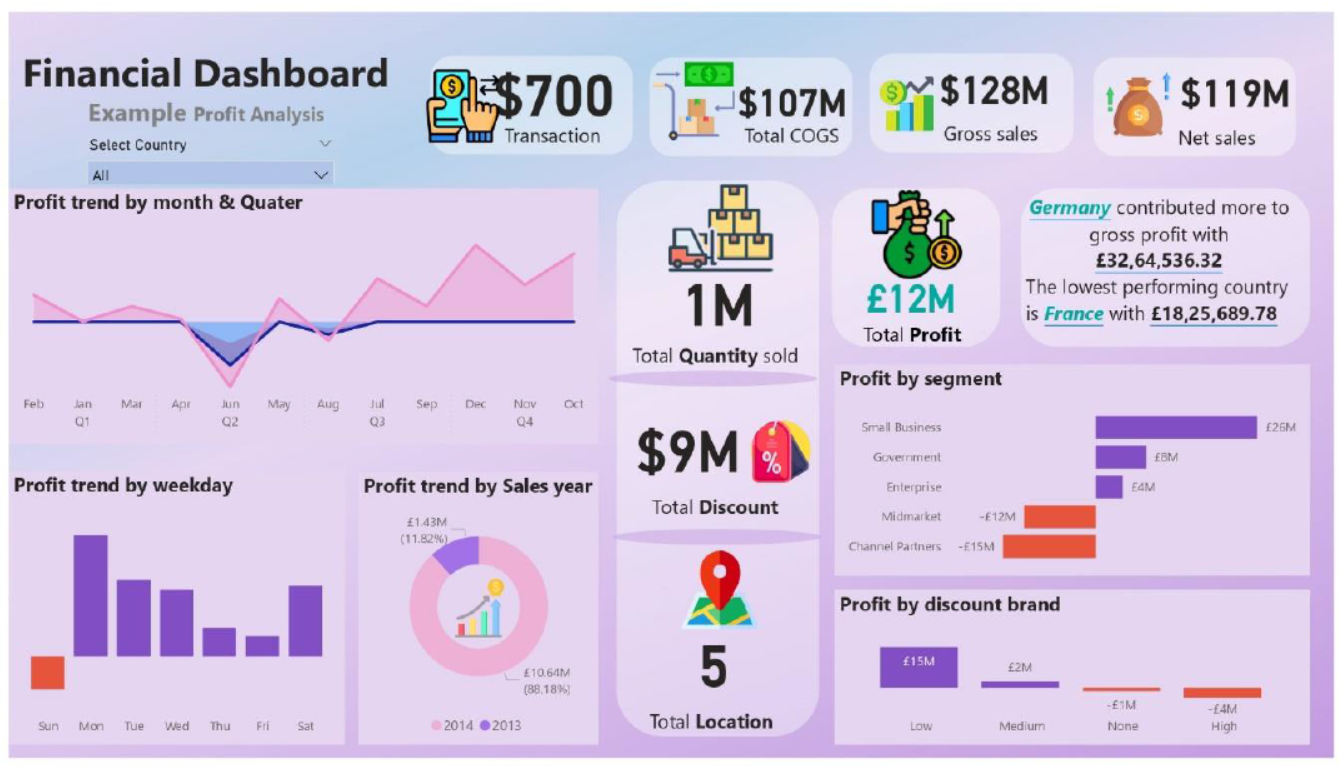 Financial Dashboard
Example Profit Analysis
Select Country
All
$700
Transaction
$107M
Total COGS
$128M
Gross sales
$119M
Net sales
Profit trend by month & Quater
Feb Jan Mar Apr Jun May Aug Jul Sep Dec Nov Oct
Q1 Q2 Q3 Q4
1M
Total Quantity sold
£12M
Total Profit
Germany contributed more to
gross profit with
£32,64,536.32
The lowest performing country
is France with £18,25,689.78
Profit by segment
Small Business £26M
Government £8M
Enterprise £4M
Midmarket -£12M
Channel Partners -£15M
Profit trend by weekday
Sun Mon Tue Wed Thu Fri Sat
Profit trend by Sales year
£1.43M
(11.82%)
£10.64M
(88.18%)
2014 2013
$9M
%
Total Discount
5
Total Location
Profit by discount brand
£15M £2M -£1M -£4M
Low Medium None High